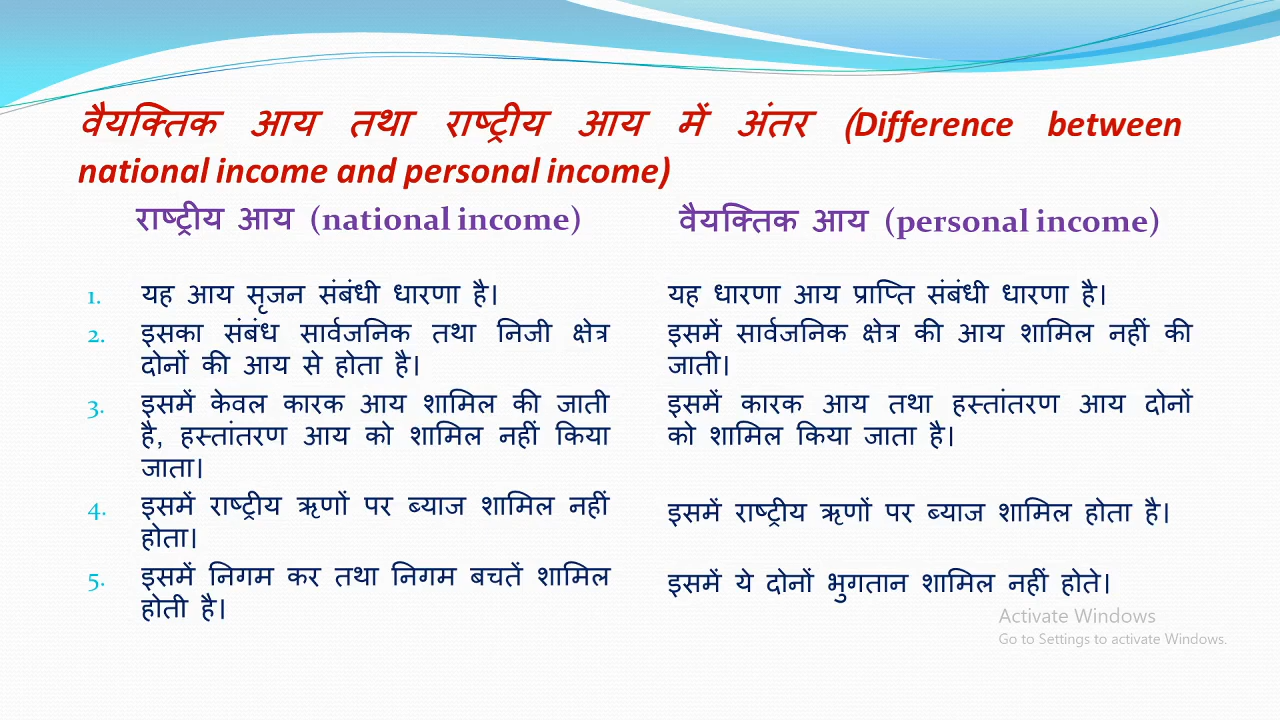 वैयक्तिक आय तथा राष्ट्रीय आय में अंतर (Difference between
national income and personal income)
राष्ट्रीय आय (national income)
1. यह आय सृजन संबंधी धारणा है।
2. इसका संबंध सार्वजनिक तथा निजी क्षेत्र
दोनों की आय से होता है।
3. इसमें केवल कारक आय शामिल की जाती
है, हस्तांतरण आय को शामिल नहीं किया
जाता।
4. इसमें राष्ट्रीय ऋणों पर ब्याज शामिल नहीं
होता।
5. इसमें निगम कर तथा निगम बचतें शामिल
होती है।
वैयक्तिक आय (personal income)
यह धारणा आय प्राप्ति संबंधी धारणा है।
इसमें सार्वजनिक क्षेत्र की आय शामिल नहीं की
जाती।
इसमें कारक आय तथा हस्तांतरण आय दोनों
को शामिल किया जाता है।
इसमें राष्ट्रीय ऋणों पर ब्याज शामिल होता है।
इसमें ये दोनों भुगतान शामिल नहीं होते।
Activate Windows
Go to Settings to activate Windows.